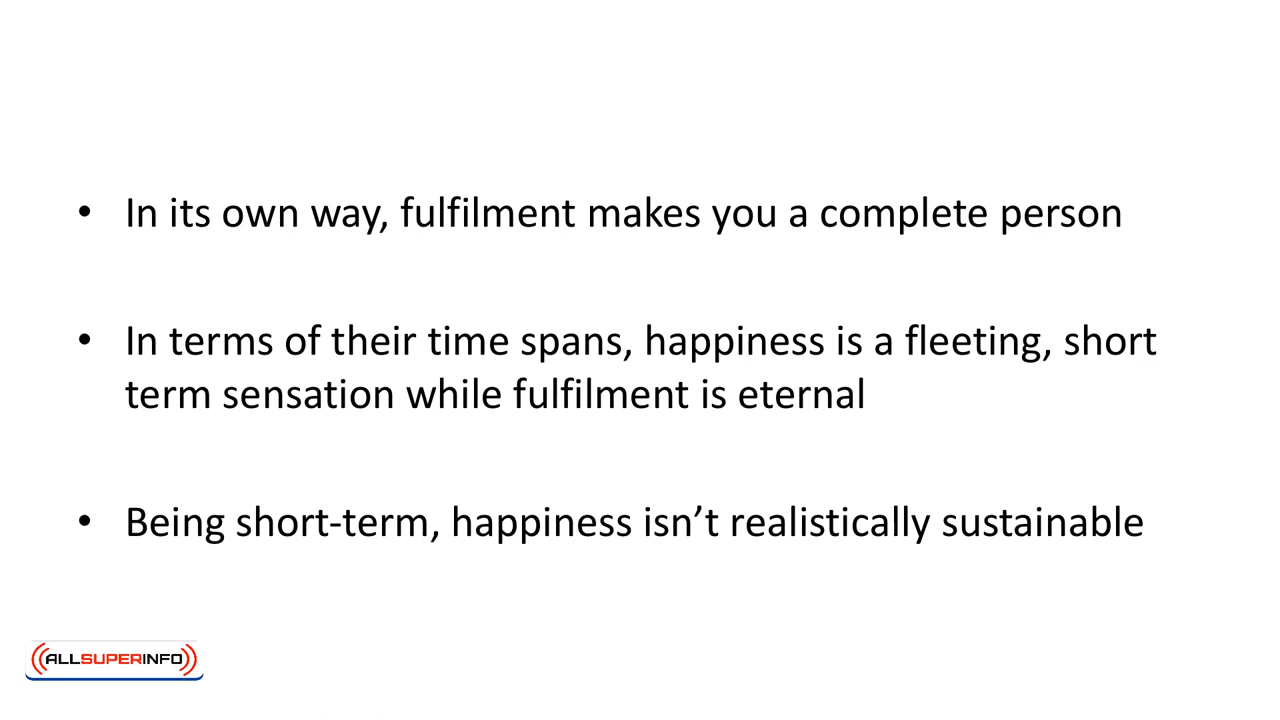 • In its own way, fulfilment makes you a complete person
• In terms of their time spans, happiness is a fleeting, short
term sensation while fulfilment is eternal
• Being short-term, happiness isn’t realistically sustainable
ALLSUPERINFO